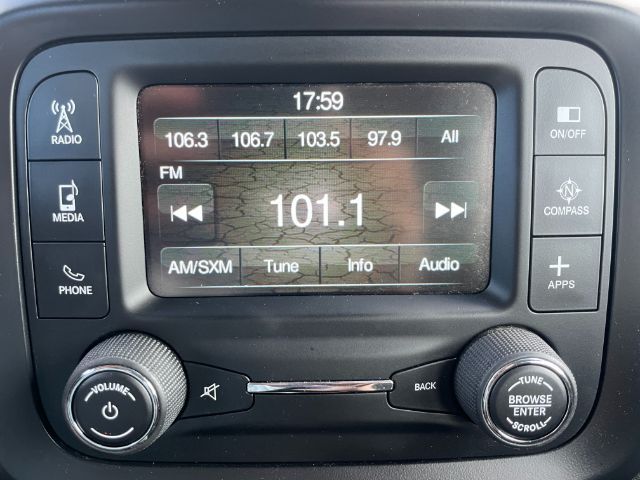 17:59
106.3 106.7 103.5 97.9 All
FM
101.1
AM/SXM Tune Info Audio
RADIO
MEDIA
PHONE
ON/OFF
N
COMPASS
APPS
VOLUME
BACK
TUNE
BROWSE
ENTER
SCROLL